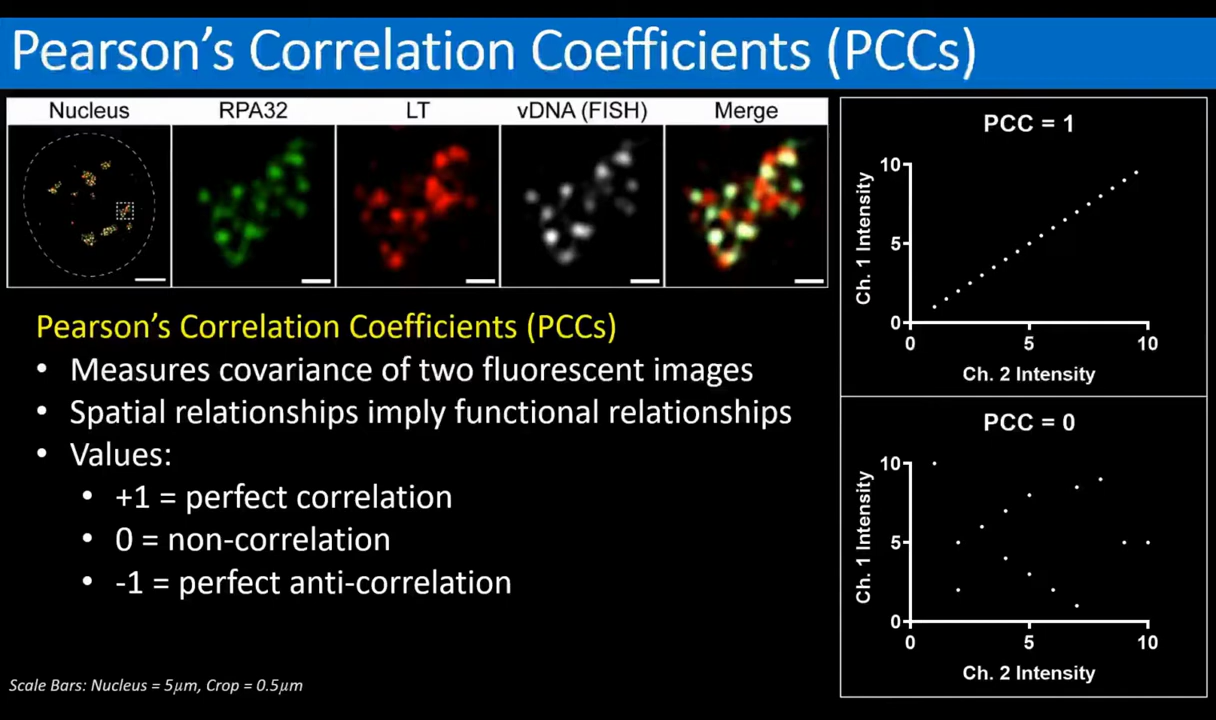 Pearson's Correlation Coefficients (PCCs)
Nucleus RPA32 LT vDNA (FISH) Merge
Pearson's Correlation Coefficients (PCCs)
• Measures covariance of two fluorescent images
• Spatial relationships imply functional relationships
• Values:
• +1 = perfect correlation
• 0 = non-correlation
• -1 = perfect anti-correlation
Scale Bars: Nucleus = 5μm, Crop = 0.5μm
PCC = 1
Ch. 1 Intensity
10
5
0
0 5 10
Ch. 2 Intensity
PCC = 0
Ch. 1 Intensity
10
5
0
0 5 10
Ch. 2 Intensity